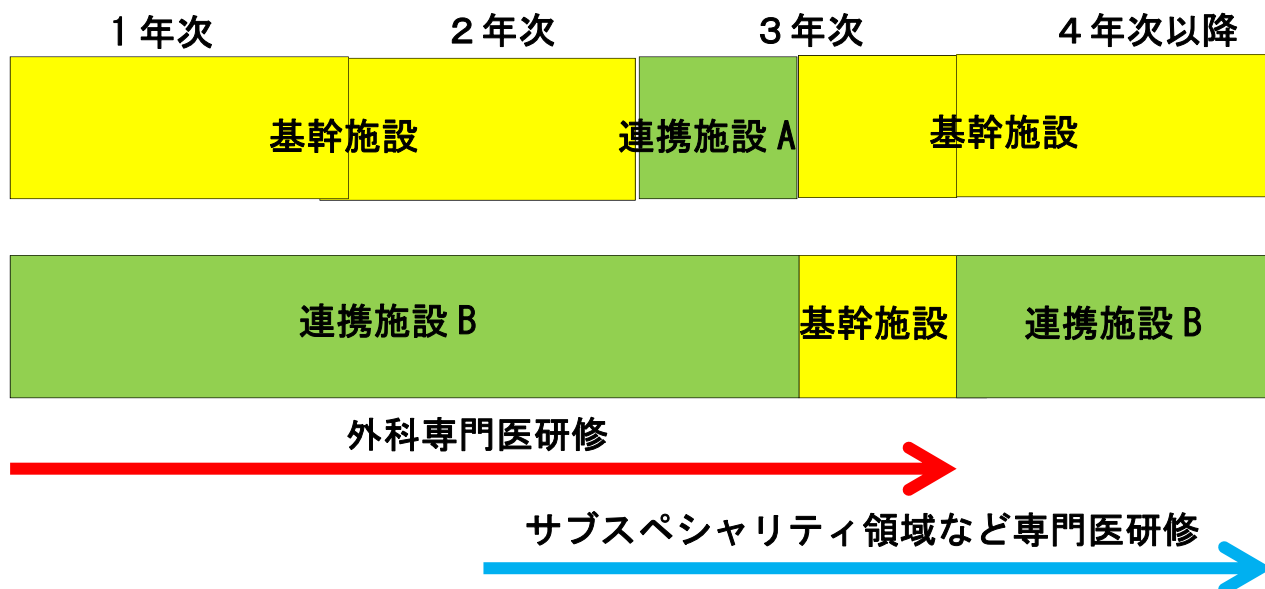 １年次 ２年次 ３年次 ４年次以降
基幹施設 連携施設 A 基幹施設
連携施設 B 基幹施設 連携施設 B
外科専門医研修
サブスペシャリティ領域など専門医研修